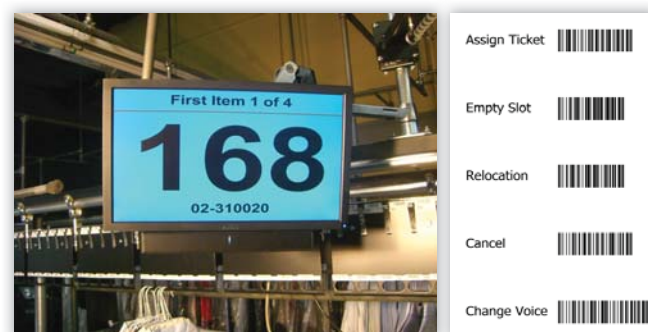 First Item 1 of 4
168
02-310020
Assign Ticket
Empty Slot
Relocation
Cancel
Change Voice